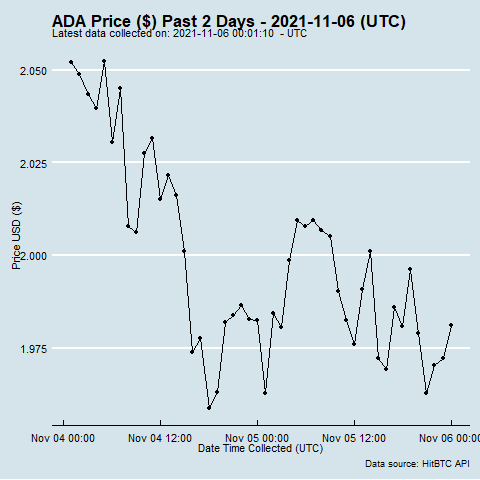 ADA Price ($) Past 2 Days - 2021-11-06 (UTC)
Latest data collected on: 2021-11-06 00:01:10 - UTC
2.050
2.025
2.000
1.975
Price USD ($)
Nov 04 00:00 Nov 04 12:00 Nov 05 00:00 Nov 05 12:00 Nov 06 00:00
Date Time Collected (UTC)
Data source: HitBTC API